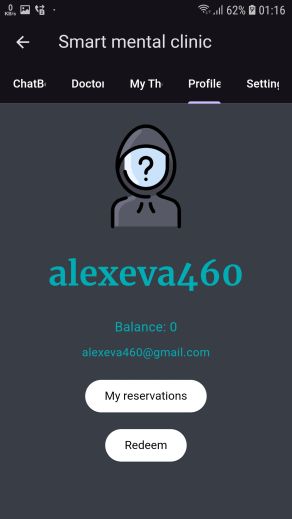 0
KB/s
62% 01:16
Smart mental clinic
ChatB
Doctor
My Th
Profile
Setting
?
alexeva460
Balance: 0
alexeva460@gmail.com
My reservations
Redeem